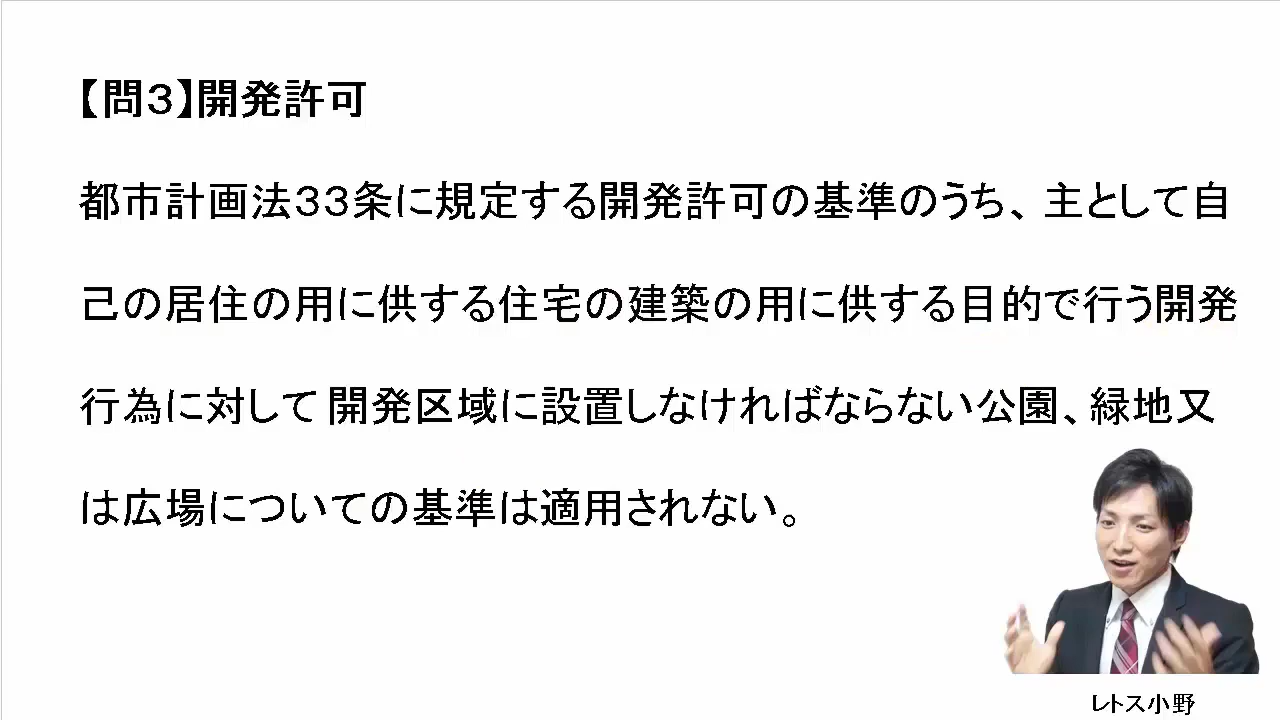 【問３】開発許可
都市計画法３３条に規定する開発許可の基準のうち、主として自
己の居住の用に供する住宅の建築の用に供する目的で行う開発
行為に対して開発区域に設置しなければならない公園、緑地又
は広場についての基準は適用されない。
レトス小野